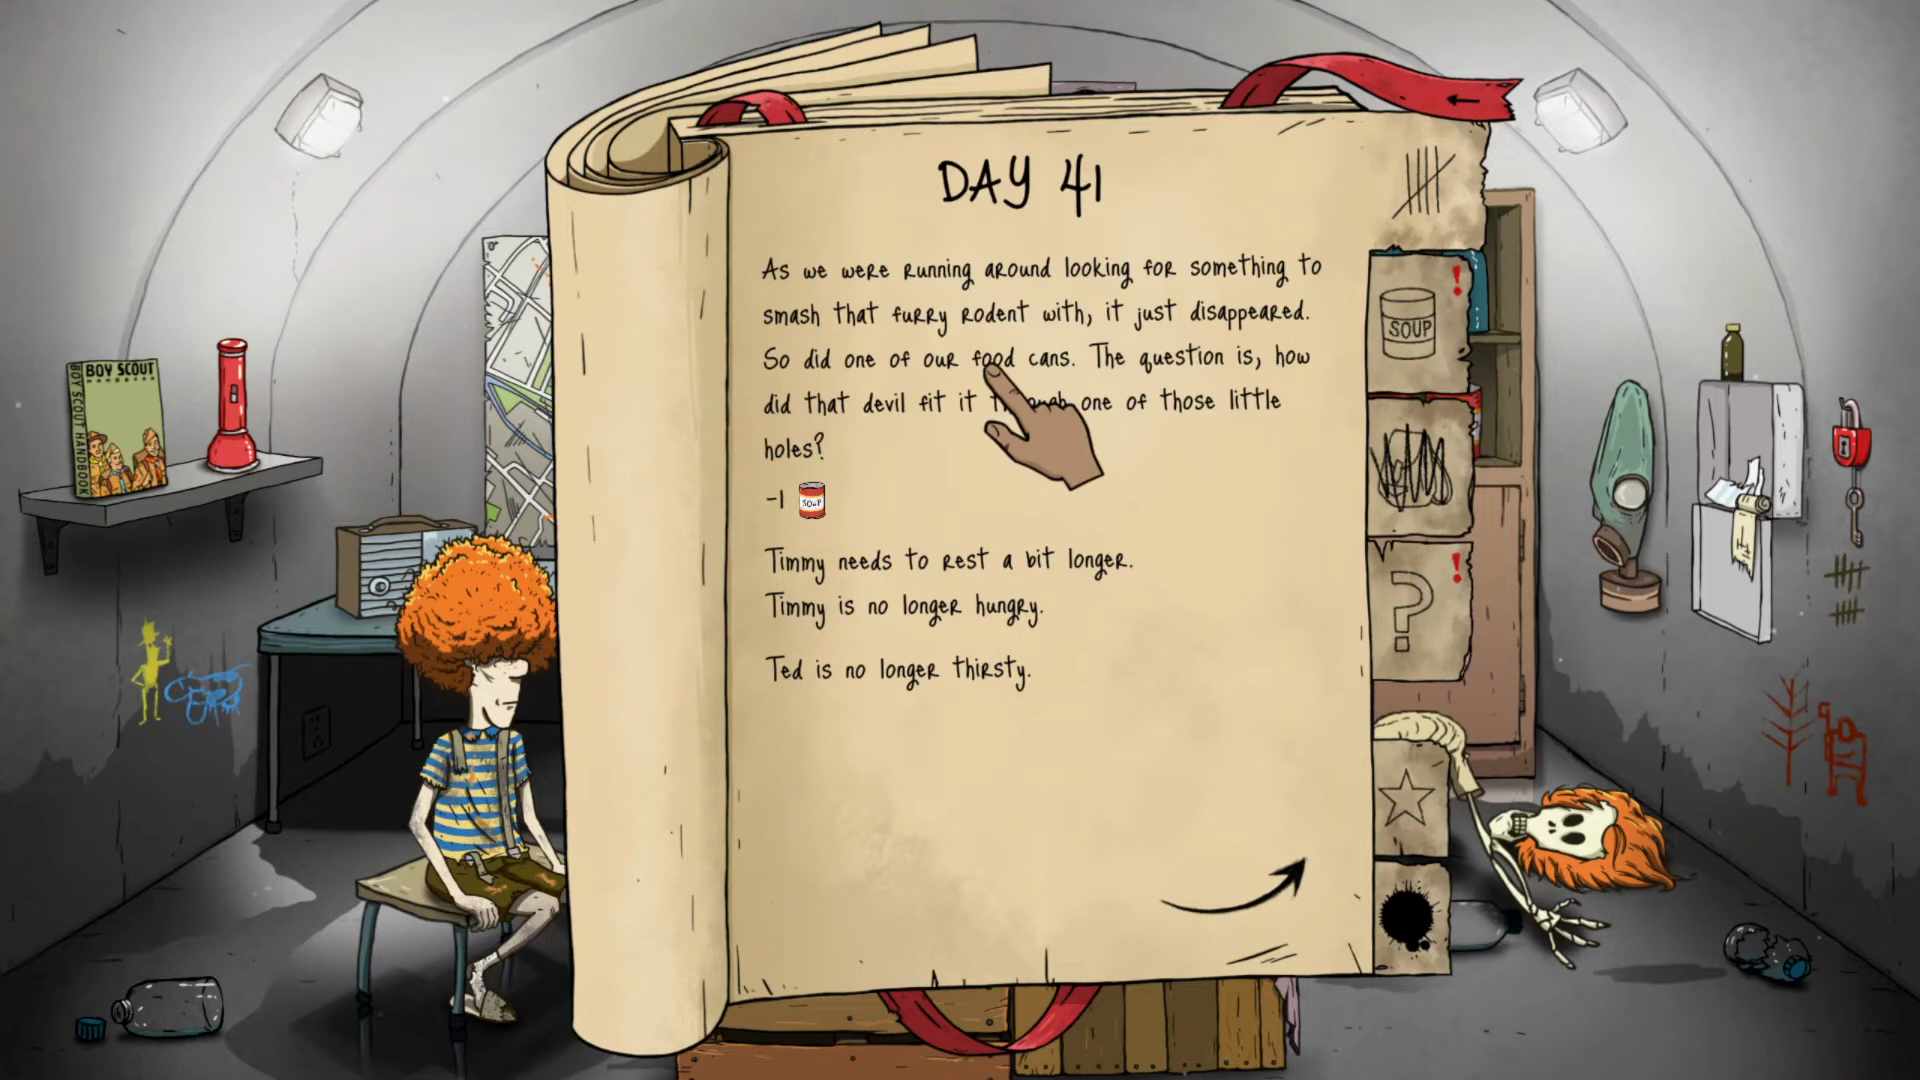 DAY 41
As we were running around looking for something to
smash that furry rodent with, it just disappeared.
So did one of our food cans. The question is, how
did that devil fit it one of those little
holes?
-1
SOUP
Timmy needs to rest a bit longer.
Timmy is no longer hungry.
Ted is no longer thirsty.
!
SOUP
!
?
BOY SCOUT
HANDBOOK
BOY SCOUT HANDBOOK